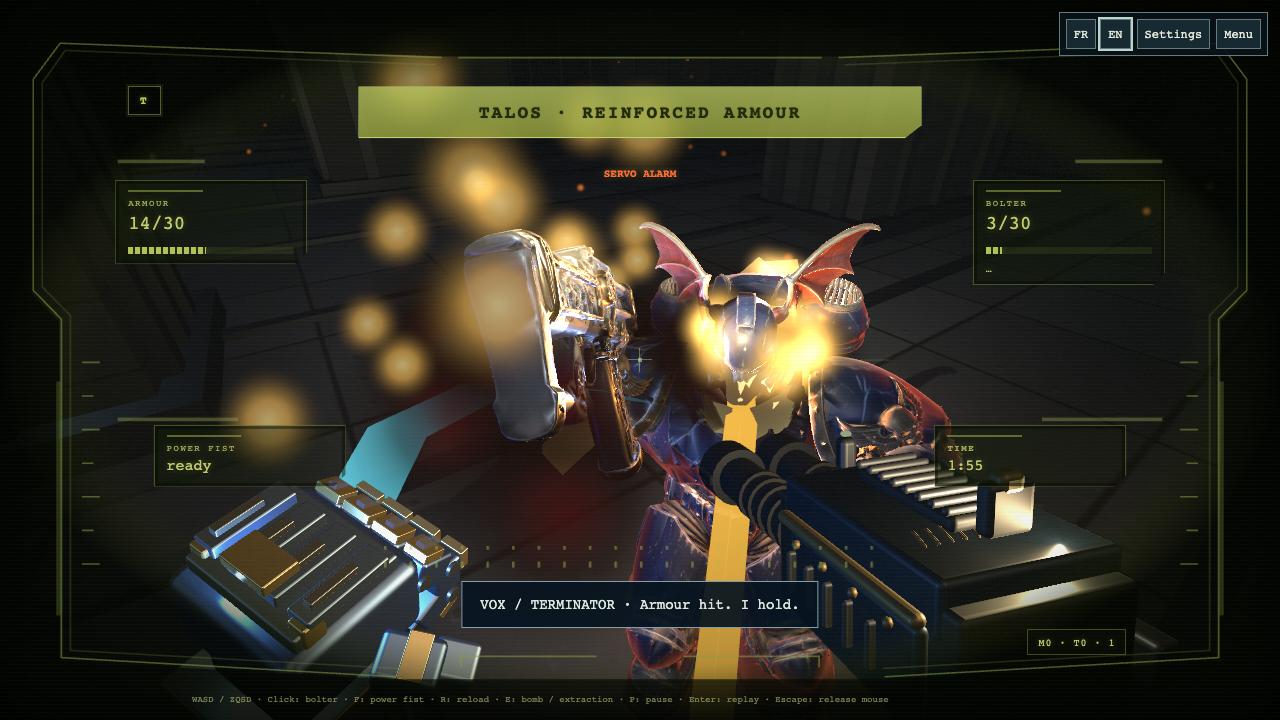 FR EN Settings Menu
T
TALOS · REINFORCED ARMOUR
SERVO ALARM
ARMOUR
14/30
BOLTER
3/30
…
POWER FIST
ready
TIME
1:55
VOX / TERMINATOR · Armour hit. I hold.
M0 · T0 · 1
WASD / ZQSD · Click: bolter · F: power fist · R: reload · E: bomb / extraction · P: pause · Enter: replay · Escape: release mouse